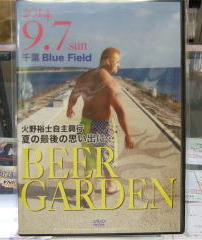 2014
9.7 sun
千葉 Blue Field
火野裕士自主興行
夏の最後の思い出に…
BEER
GARDEN
DVD